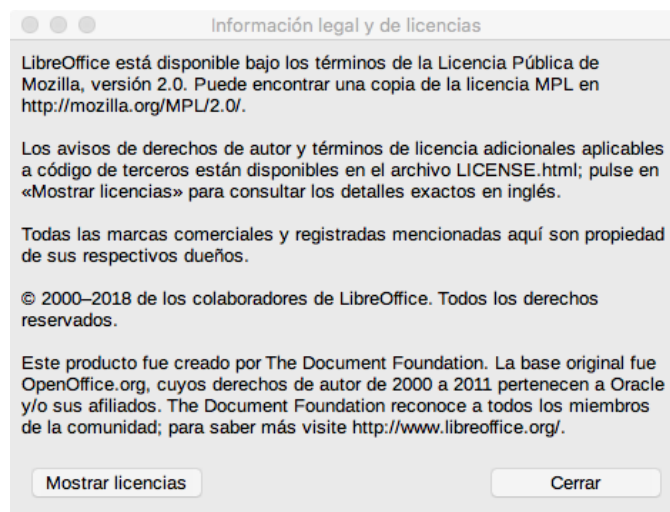 Información legal y de licencias
LibreOffice está disponible bajo los términos de la Licencia Pública de
Mozilla, versión 2.0. Puede encontrar una copia de la licencia MPL en
http://mozilla.org/MPL/2.0/.
Los avisos de derechos de autor y términos de licencia adicionales aplicables
a código de terceros están disponibles en el archivo LICENSE.html; pulse en
«Mostrar licencias» para consultar los detalles exactos en inglés.
Todas las marcas comerciales y registradas mencionadas aquí son propiedad
de sus respectivos dueños.
© 2000–2018 de los colaboradores de LibreOffice. Todos los derechos
reservados.
Este producto fue creado por The Document Foundation. La base original fue
OpenOffice.org, cuyos derechos de autor de 2000 a 2011 pertenecen a Oracle
y/o sus afiliados. The Document Foundation reconoce a todos los miembros
de la comunidad; para saber más visite http://www.libreoffice.org/.
Mostrar licencias
Cerrar